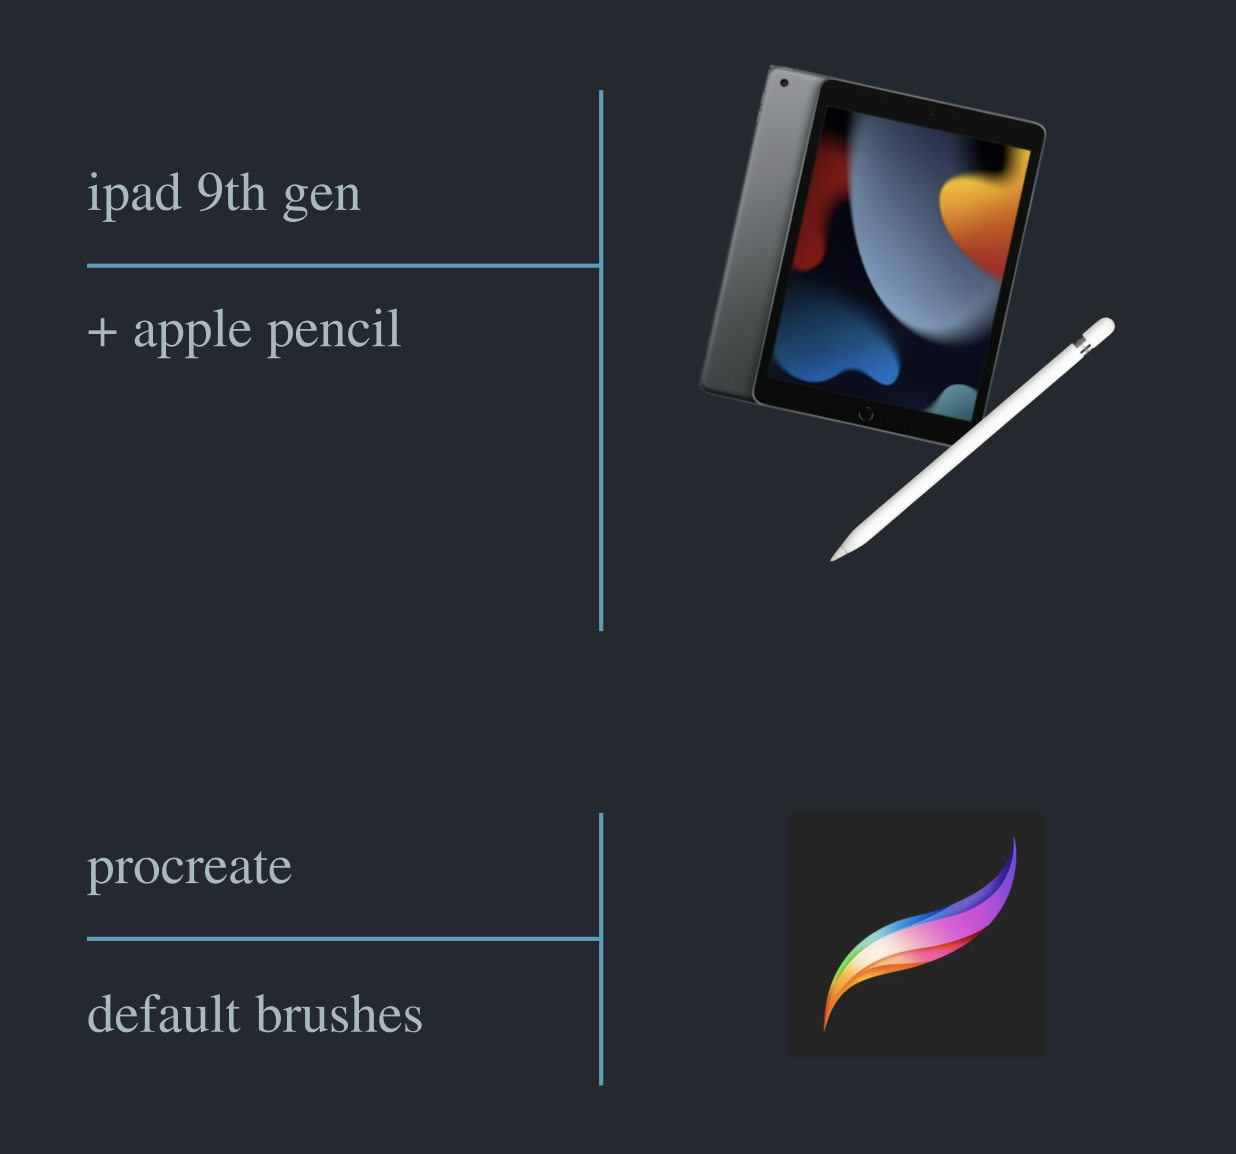 ipad 9th gen
+ apple pencil
procreate
default brushes